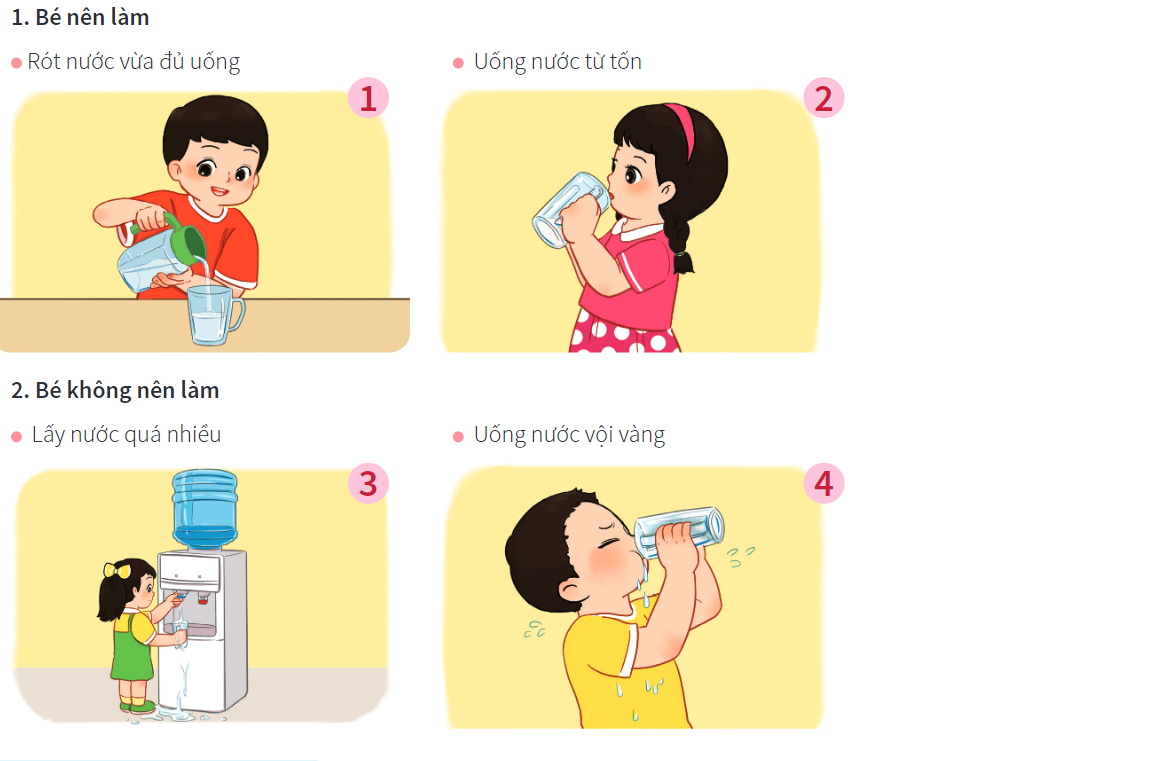 1. Bé nên làm
Rót nước vừa đủ uống
Uống nước từ tốn
1
2
2. Bé không nên làm
Lấy nước quá nhiều
Uống nước vội vàng
3
4